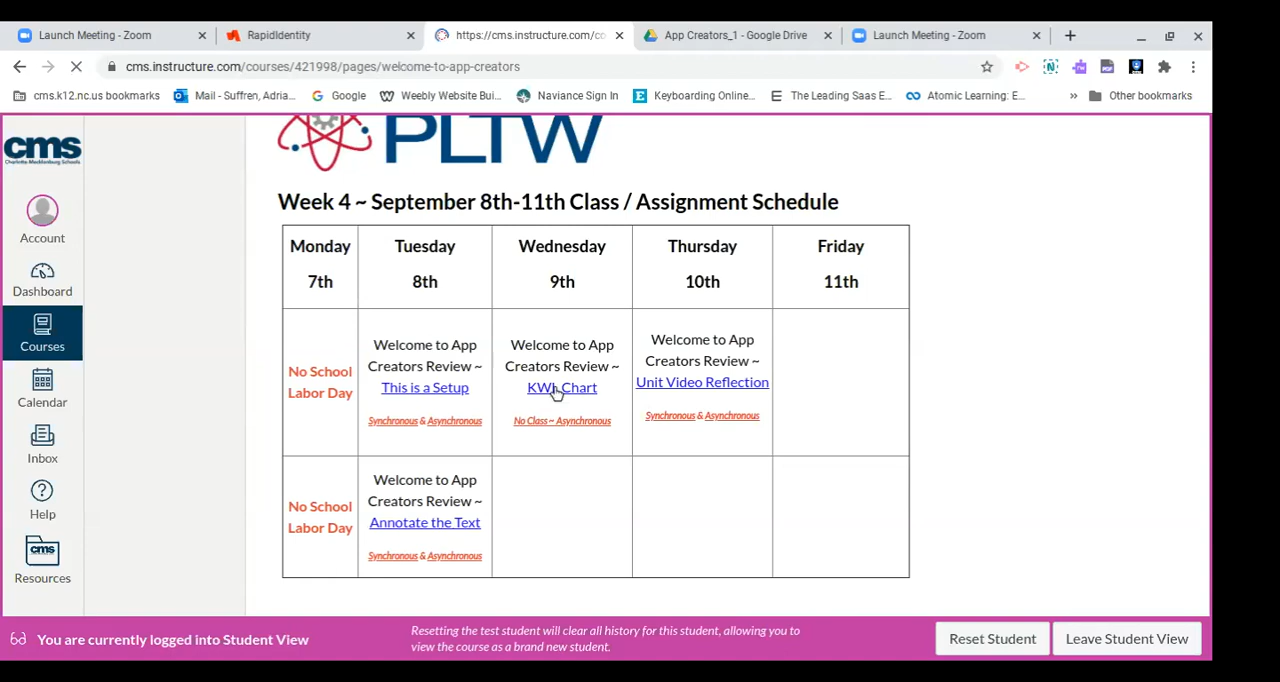 Launch Meeting - Zoom
RapidIdentity
https://cms.instructure.com/co
App Creators_1 - Google Drive
Launch Meeting - Zoom
cms.instructure.com/courses/421998/pages/welcome-to-app-creators
cms.k12.nc.us bookmarks
Mail - Suffren, Adria...
Google
Weebly Website Bui...
Naviance Sign In
Keyboarding Online...
The Leading SaaS E...
Atomic Learning: E...
»
Other bookmarks
cms
Charlotte-Mecklenburg Schools
Account
Dashboard
Courses
Calendar
Inbox
Help
cms
Resources
PLTW
Week 4 ~ September 8th-11th Class / Assignment Schedule
Monday
7th
Tuesday
8th
Wednesday
9th
Thursday
10th
Friday
11th
No School
Labor Day
Welcome to App
Creators Review ~
This is a Setup
Synchronous & Asynchronous
Welcome to App
Creators Review ~
KWL Chart
No Class ~ Asynchronous
Welcome to App
Creators Review ~
Unit Video Reflection
Synchronous & Asynchronous
No School
Labor Day
Welcome to App
Creators Review ~
Annotate the Text
Synchronous & Asynchronous
You are currently logged into Student View
Resetting the test student will clear all history for this student, allowing you to
view the course as a brand new student.
Reset Student
Leave Student View